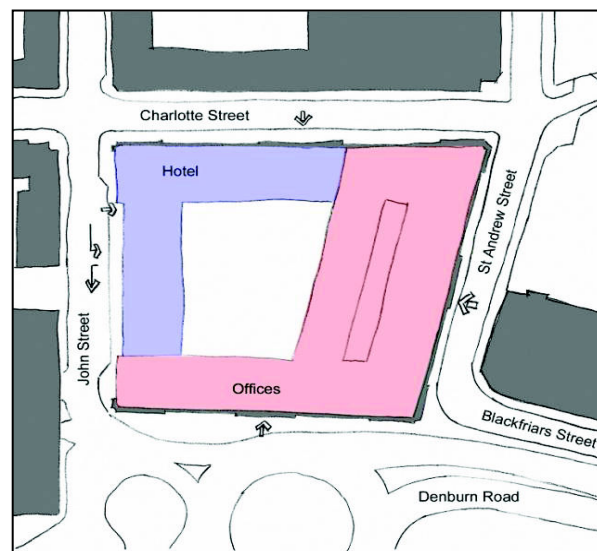 Charlotte Street
Hotel
St Andrew Street
John Street
Offices
Blackfriars Street
Denburn Road